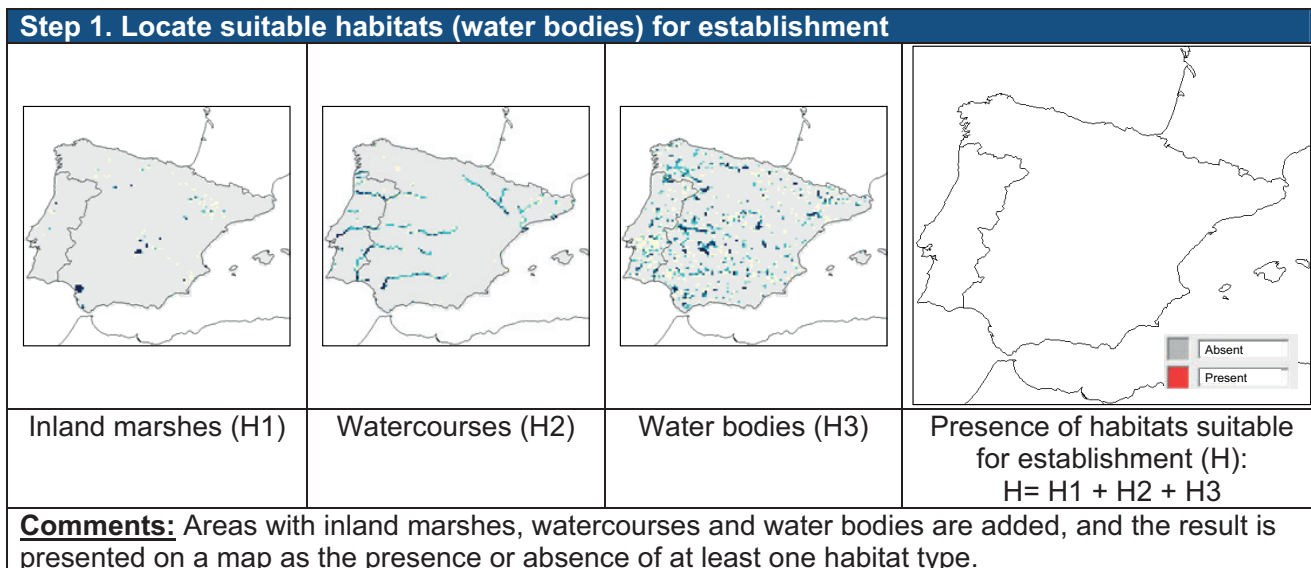 Step 1. Locate suitable habitats (water bodies) for establishment
Absent
Present
Inland marshes (H1)
Watercourses (H2)
Water bodies (H3)
Presence of habitats suitable
for establishment (H):
H= H1 + H2 + H3
Comments: Areas with inland marshes, watercourses and water bodies are added, and the result is
presented on a map as the presence or absence of at least one habitat type.